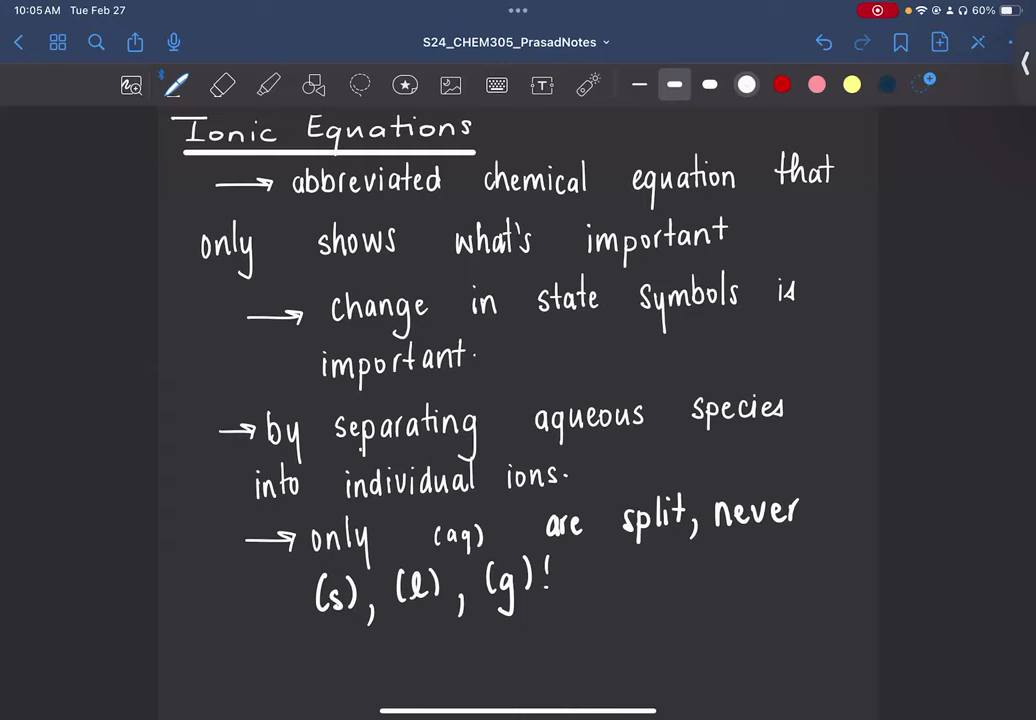 10:05 AM Tue Feb 27
60%
S24_CHEM305_PrasadNotes
Ionic Equations
→ abbreviated chemical equation that
only shows what's important
→ change in state symbols is
important.
→ by separating aqueous species
into individual ions.
→ only (aq) are split, never
(s), (l), (g)!